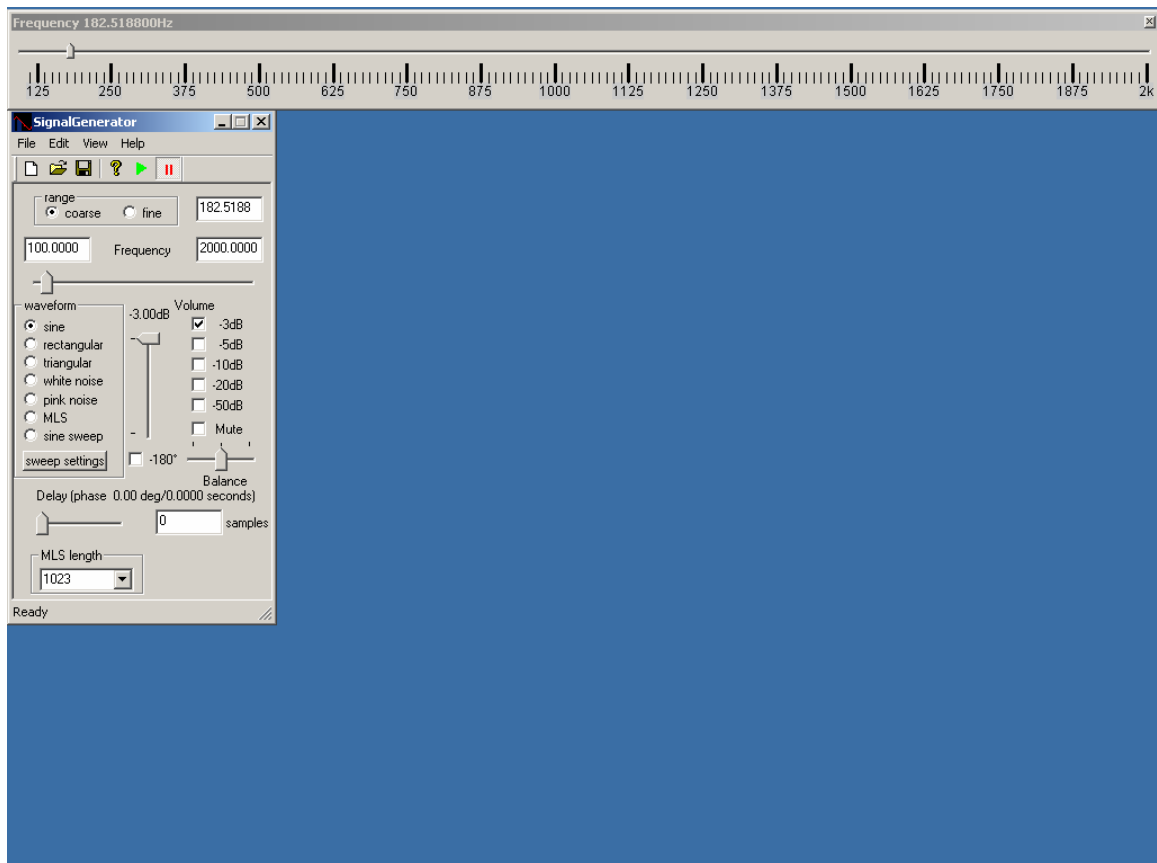 Frequency 182.518800Hz
125 250 375 500 625 750 875 1000 1125 1250 1375 1500 1625 1750 1875 2k
SignalGenerator
File Edit View Help
range
coarse fine 182.5188
100.0000 Frequency 2000.0000
waveform
sine
rectangular
triangular
white noise
pink noise
MLS
sine sweep
sweep settings
-3.00dB
Volume
-3dB
-5dB
-10dB
-20dB
-50dB
Mute
-180°
Balance
Delay (phase 0.00 deg/0.0000 seconds)
0 samples
MLS length
1023
Ready